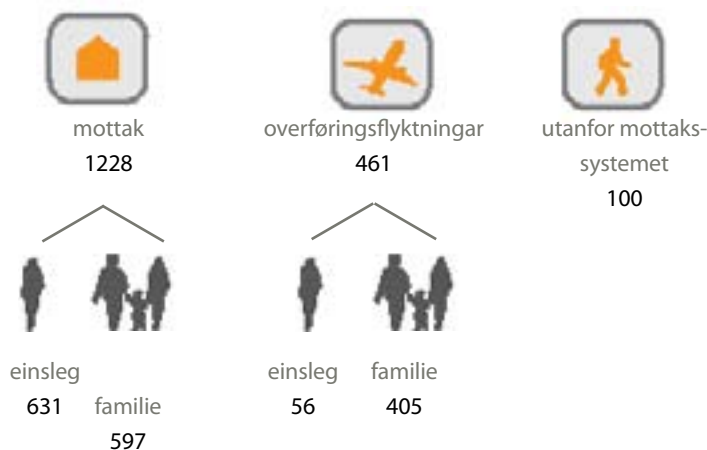 mottak
1228
overføringsflyktningar
461
utanfor mottaks-
systemet
100
einsleg
631
familie
597
einsleg
56
familie
405